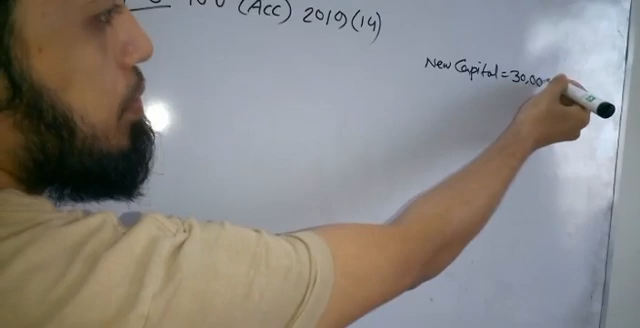 (Acc) 2019 (14)
New Capital = 30,00